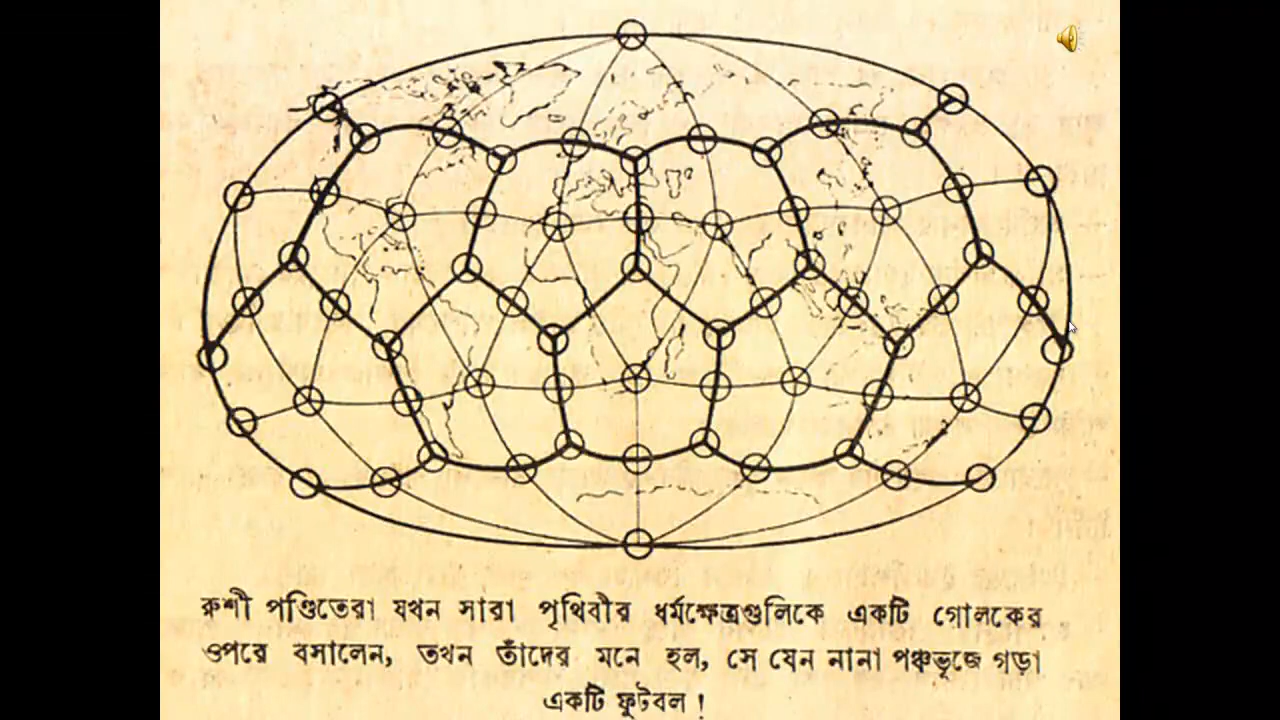 রুশী পণ্ডিতেরা যখন সারা পৃথিবীর ধর্মক্ষেত্রগুলিকে একটি গোলকের
ওপরে বসালেন, তখন তাঁদের মনে হল, সে যেন নানা পঞ্চভূজে গড়া
একটি ফুটবল !